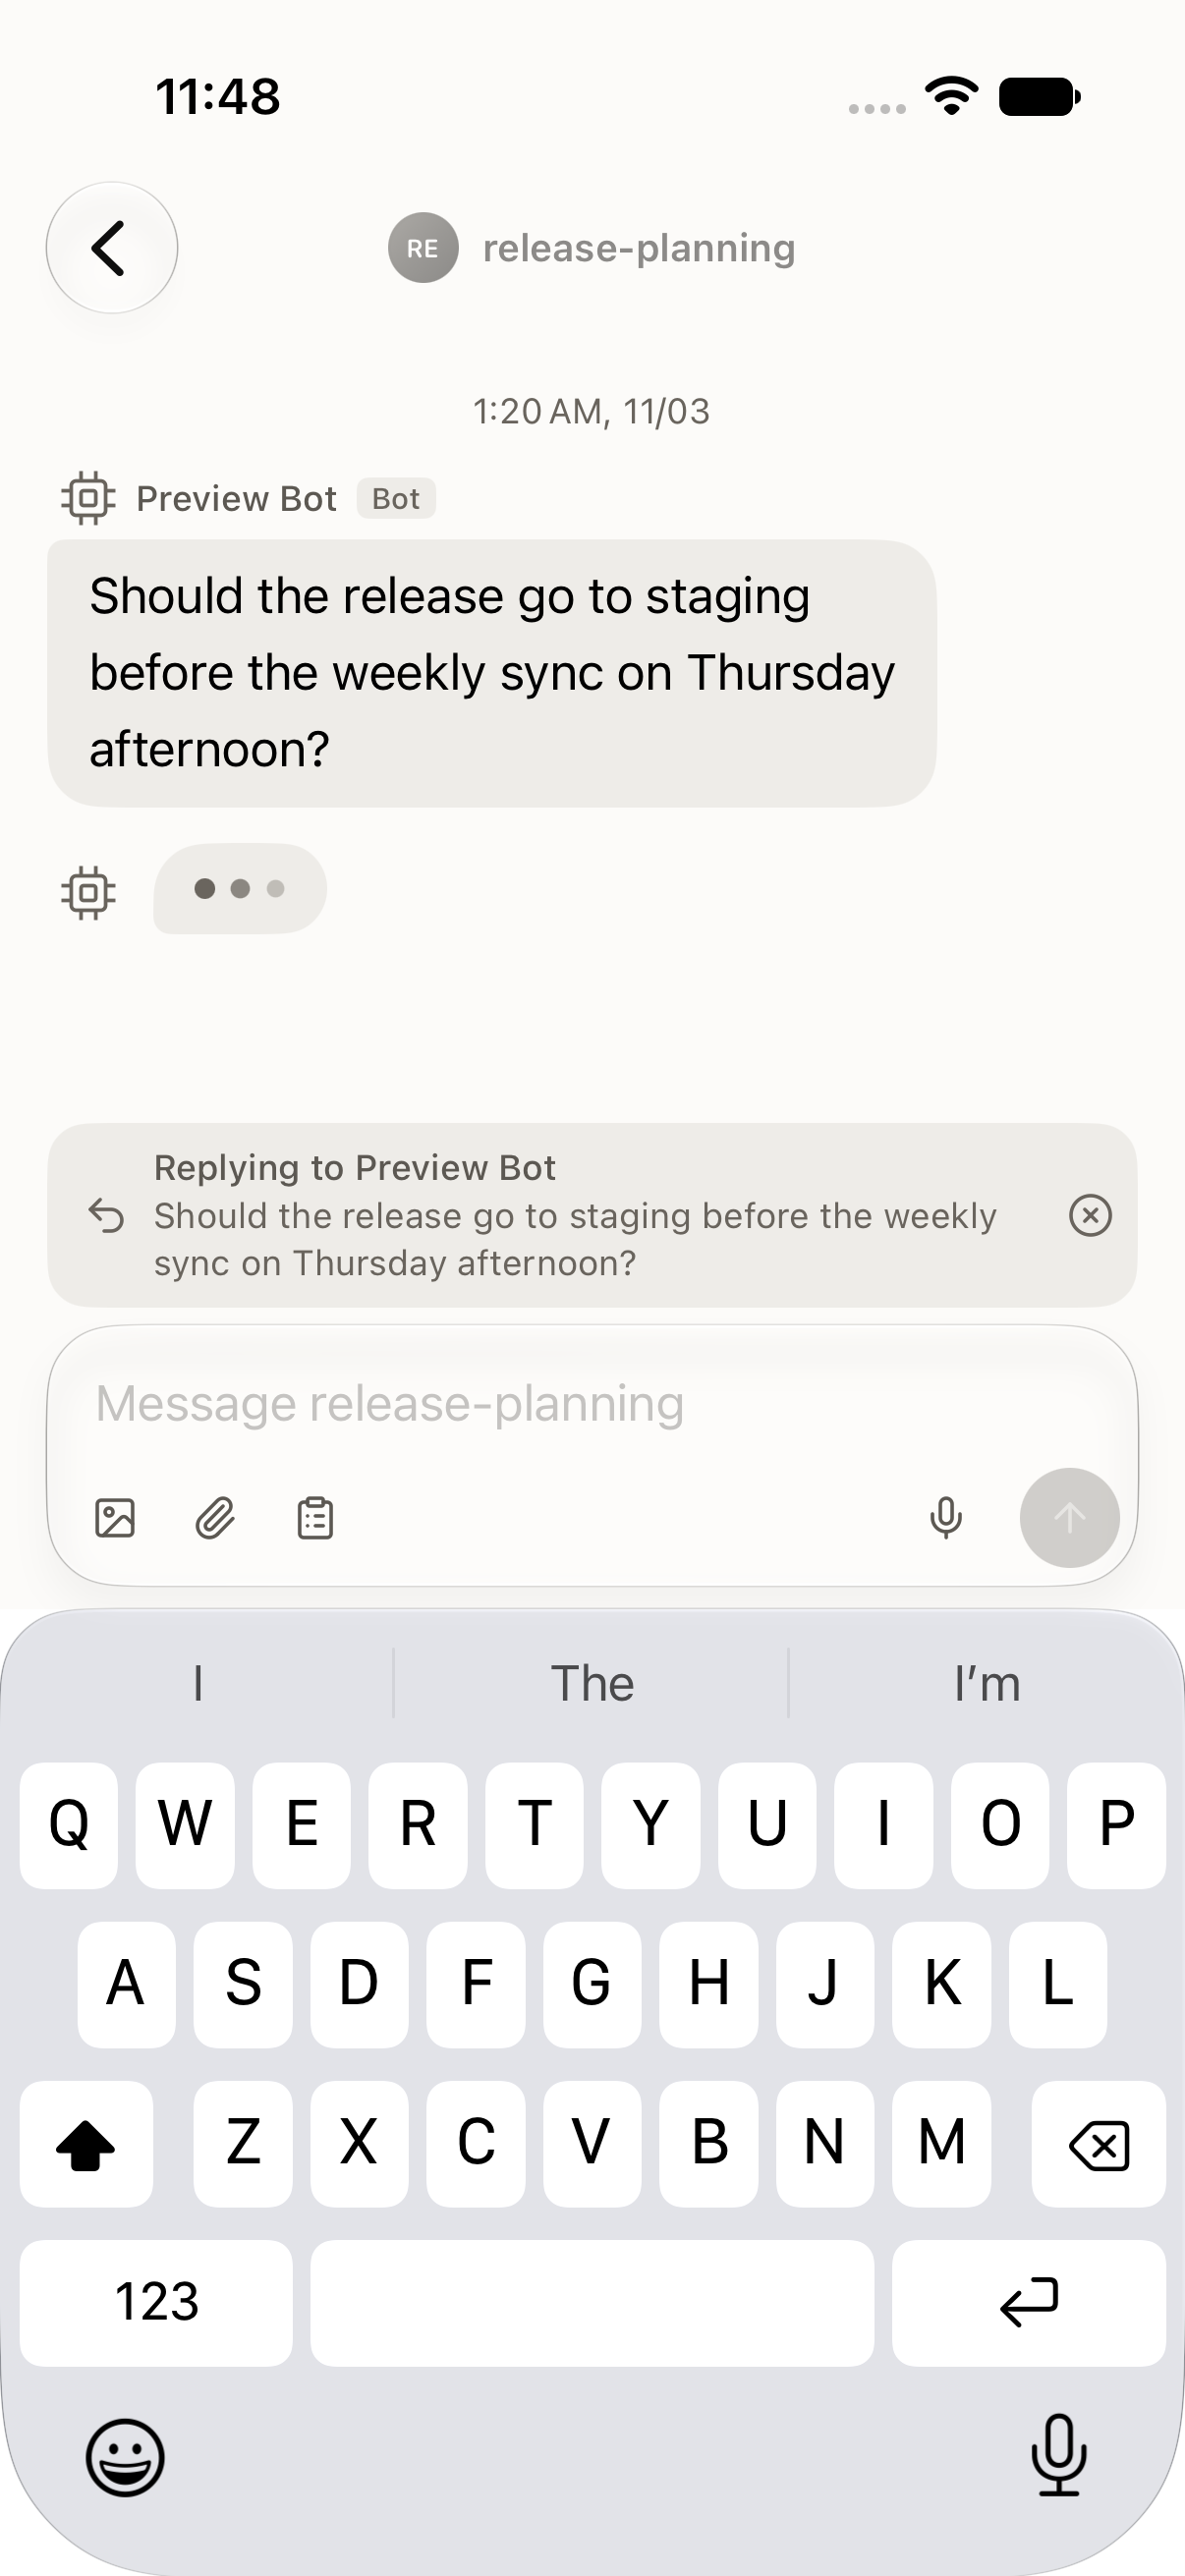 11:48
RE release-planning
1:20 AM, 11/03
Preview Bot Bot
Should the release go to staging
before the weekly sync on Thursday
afternoon?
Replying to Preview Bot
Should the release go to staging before the weekly
sync on Thursday afternoon?
Message release-planning
I The I’m
Q W E R T Y U I O P
A S D F G H J K L
Z X C V B N M
123